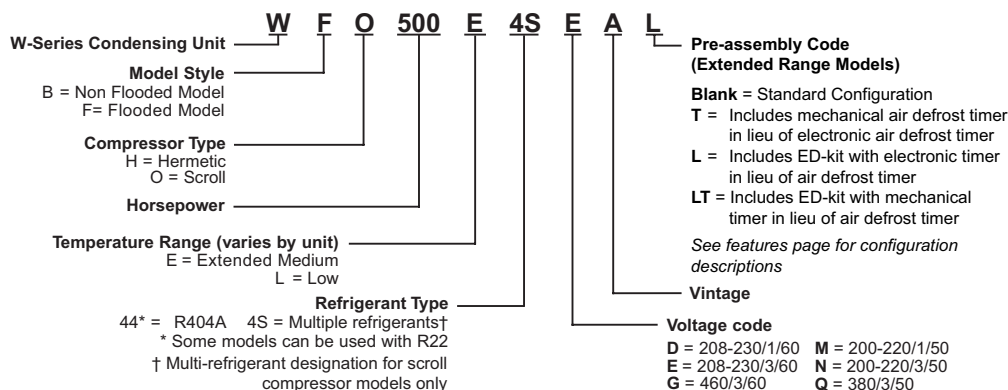 W F O 500 E 4S E A L
W-Series Condensing Unit
Model Style
B = Non Flooded Model
F= Flooded Model
Compressor Type
H = Hermetic
O = Scroll
Horsepower
Temperature Range (varies by unit)
E = Extended Medium
L = Low
Refrigerant Type
44* = R404A 4S = Multiple refrigerants†
* Some models can be used with R22
† Multi-refrigerant designation for scroll
compressor models only
Pre-assembly Code
(Extended Range Models)
Blank = Standard Configuration
T = Includes mechanical air defrost timer
in lieu of electronic air defrost timer
L = Includes ED-kit with electronic timer
in lieu of air defrost timer
LT = Includes ED-kit with mechanical
timer in lieu of air defrost timer
See features page for configuration
descriptions
Vintage
Voltage code
D = 208-230/1/60 M = 200-220/1/50
E = 208-230/3/60 N = 200-220/3/50
G = 460/3/60 Q = 380/3/50